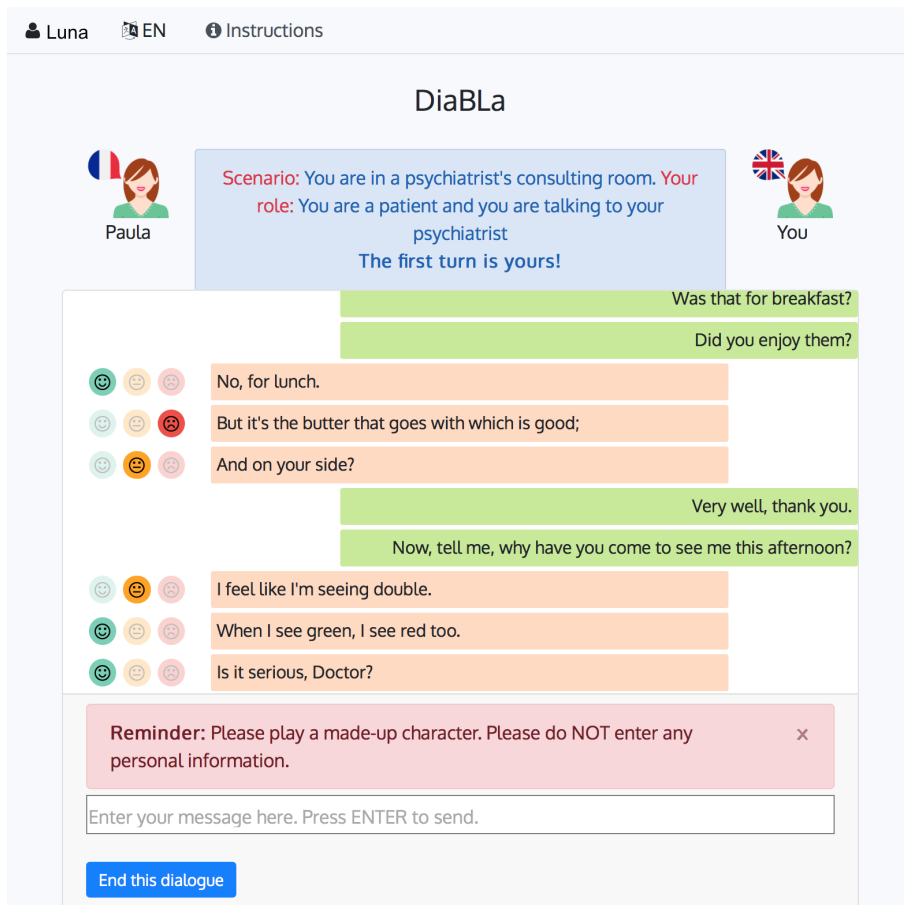 Luna EN Instructions
DiaBLa
Scenario: You are in a psychiatrist's consulting room. Your
role: You are a patient and you are talking to your
psychiatrist
The first turn is yours!
Paula
You
Was that for breakfast?
Did you enjoy them?
No, for lunch.
But it's the butter that goes with which is good;
And on your side?
Very well, thank you.
Now, tell me, why have you come to see me this afternoon?
I feel like I'm seeing double.
When I see green, I see red too.
Is it serious, Doctor?
Reminder: Please play a made-up character. Please do NOT enter any ×
personal information.
Enter your message here. Press ENTER to send.
End this dialogue